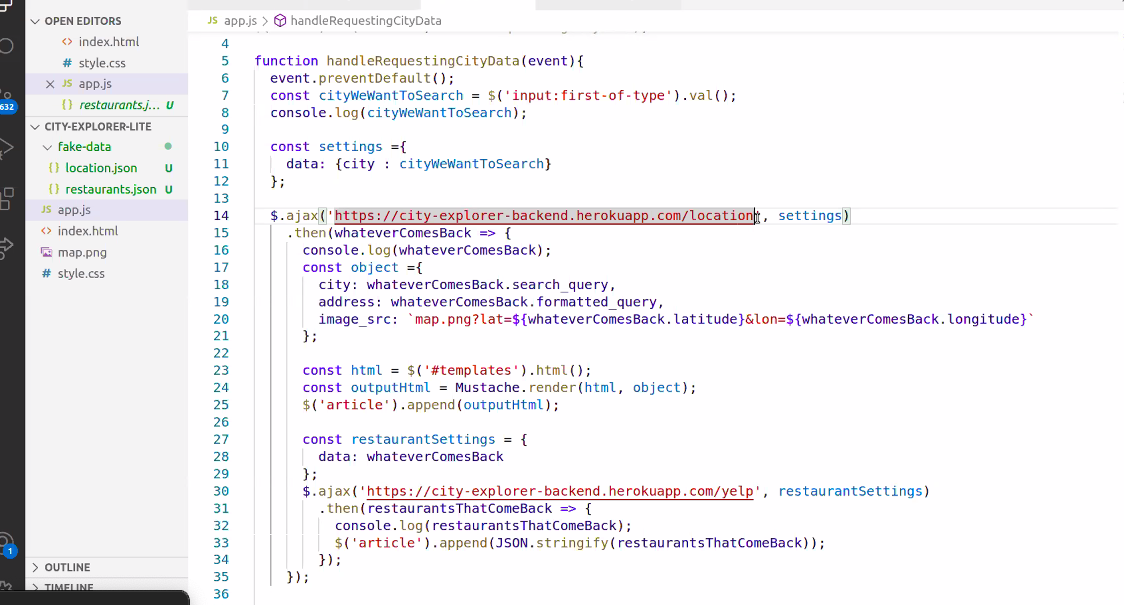 OPEN EDITORS
<> index.html
# style.css
× JS app.js
{} restaurants.j... U
CITY-EXPLORER-LITE
fake-data
{} location.json U
{} restaurants.json U
JS app.js
<> index.html
map.png
# style.css
OUTLINE
TIMELINE
632
1
JS app.js > handleRequestingCityData
4
5 function handleRequestingCityData(event){
6 event.preventDefault();
7 const cityWeWantToSearch = $('input:first-of-type').val();
8 console.log(cityWeWantToSearch);
9
10 const settings ={
11 data: {city : cityWeWantToSearch}
12 };
13
14 $.ajax('https://city-explorer-backend.herokuapp.com/location', settings)
15 .then(whateverComesBack => {
16 console.log(whateverComesBack);
17 const object ={
18 city: whateverComesBack.search_query,
19 address: whateverComesBack.formatted_query,
20 image_src: `map.png?lat=${whateverComesBack.latitude}&lon=${whateverComesBack.longitude}`
21 };
22
23 const html = $('#templates').html();
24 const outputHtml = Mustache.render(html, object);
25 $('article').append(outputHtml);
26
27 const restaurantSettings = {
28 data: whateverComesBack
29 };
30 $.ajax('https://city-explorer-backend.herokuapp.com/yelp', restaurantSettings)
31 .then(restaurantsThatComeBack => {
32 console.log(restaurantsThatComeBack);
33 $('article').append(JSON.stringify(restaurantsThatComeBack));
34 });
35 });
36